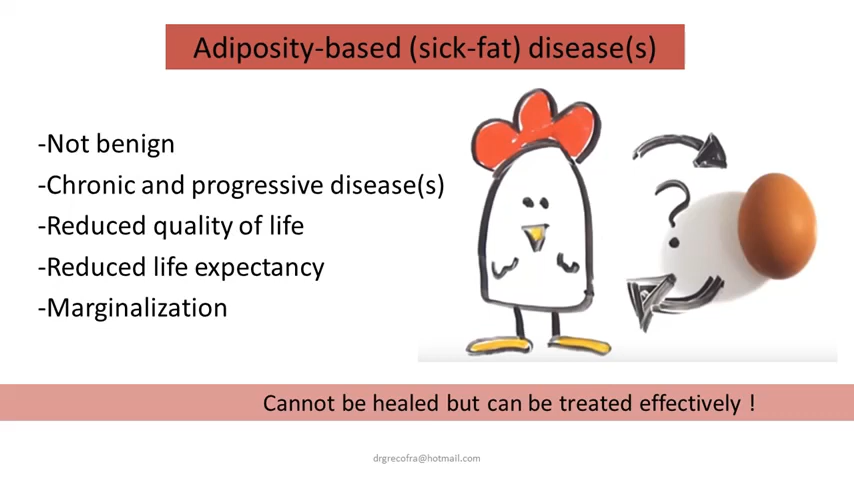 Adiposity-based (sick-fat) disease(s)
-Not benign
-Chronic and progressive disease(s)
-Reduced quality of life
-Reduced life expectancy
-Marginalization
?
Cannot be healed but can be treated effectively !
drgrecofra@hotmail.com